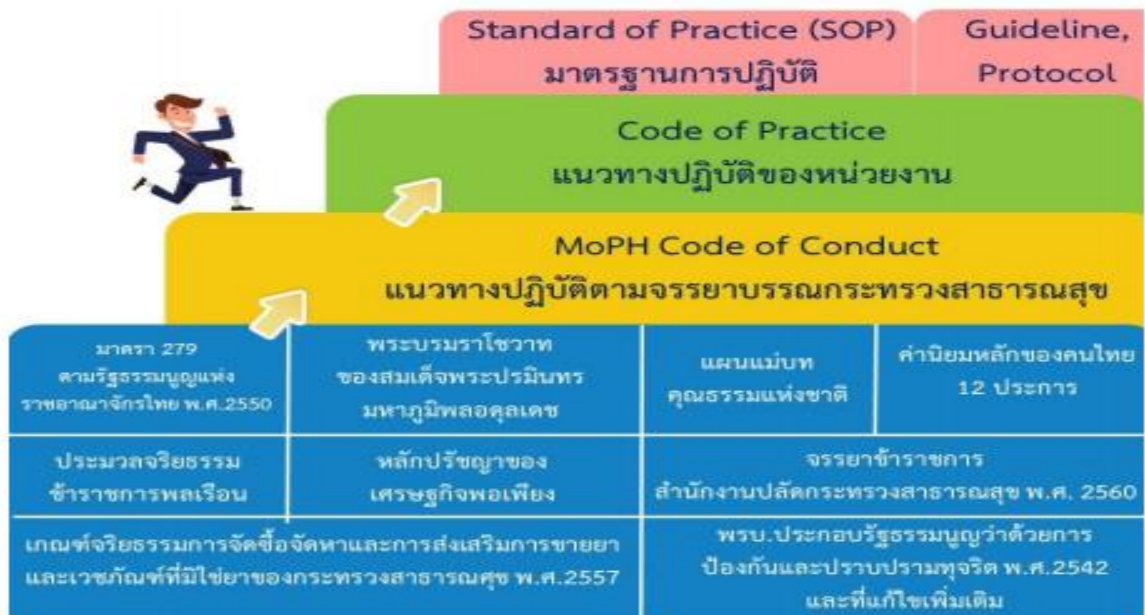 Standard of Practice (SOP)
มาตรฐานการปฏิบัติ
Guideline,
Protocol
Code of Practice
แนวทางปฏิบัติของหน่วยงาน
MoPH Code of Conduct
แนวทางปฏิบัติตามจรรยาบรรณกระทรวงสาธารณสุข
มาตรา 279
ตามรัฐธรรมนูญแห่ง
ราชอาณาจักรไทย พ.ศ.2550
พระบรมราโชวาท
ของสมเด็จพระปรมินทร
มหาภูมิพลอดุลเดช
แผนแม่บท
คุณธรรมแห่งชาติ
ค่านิยมหลักของคนไทย
12 ประการ
ประมวลจริยธรรม
ข้าราชการพลเรือน
หลักปรัชญาของ
เศรษฐกิจพอเพียง
จรรยาข้าราชการ
สำนักงานปลัดกระทรวงสาธารณสุข พ.ศ. 2560
เกณฑ์จริยธรรมการจัดซื้อจัดหาและการส่งเสริมการขายยา
และเวชภัณฑ์ที่มิใช่ยาของกระทรวงสาธารณสุข พ.ศ.2557
พรบ.ประกอบรัฐธรรมนูญว่าด้วยการ
ป้องกันและปราบปรามทุจริต พ.ศ.2542
และที่แก้ไขเพิ่มเติม